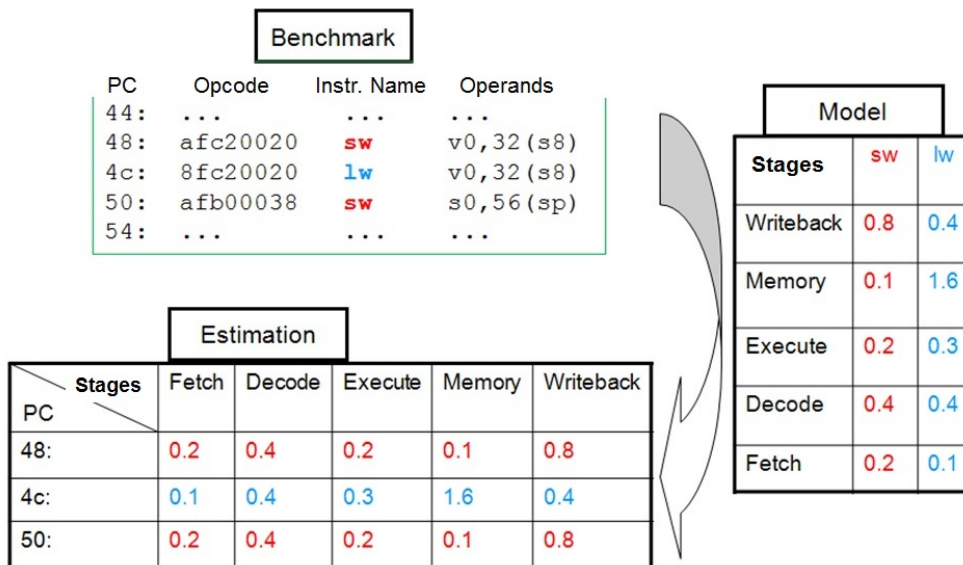 Benchmark
PC Opcode Instr. Name Operands
44: ... ... ...
48: afc20020 sw v0,32(s8)
4c: 8fc20020 lw v0,32(s8)
50: afb00038 sw s0,56(sp)
54: ... ... ...
Model
Stages sw lw
Writeback 0.8 0.4
Memory 0.1 1.6
Execute 0.2 0.3
Decode 0.4 0.4
Fetch 0.2 0.1
Estimation
Stages Fetch Decode Execute Memory Writeback
PC
48: 0.2 0.4 0.2 0.1 0.8
4c: 0.1 0.4 0.3 1.6 0.4
50: 0.2 0.4 0.2 0.1 0.8